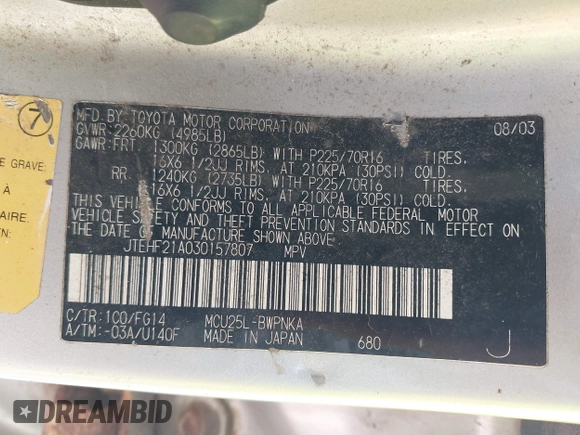 MFD.BY:TOYOTA MOTOR CORPORATION 08/03
GVWR:2260KG (4985LB)
GAWR:FRT. 1300KG (2865LB) WITH P225/70R16 TIRES,
16X6 1/2JJ RIMS, AT 210KPA (30PSI) COLD.
RR. 1240KG (2735LB) WITH P225/70R16 TIRES,
16X6 1/2JJ RIMS, AT 210KPA (30PSI) COLD.
THIS VEHICLE CONFORMS TO ALL APPLICABLE FEDERAL MOTOR
VEHICLE SAFETY AND THEFT PREVENTION STANDARDS IN EFFECT ON
THE DATE OF MANUFACTURE SHOWN ABOVE.
JTEHF21A030157807 MPV
C/TR:1C0/FG14 MCU25L-BWPNKA
A/TM:-03A/U140F MADE IN JAPAN 680 J
7
E GRAVE.
À
AIRE.
N:
DREAMBID